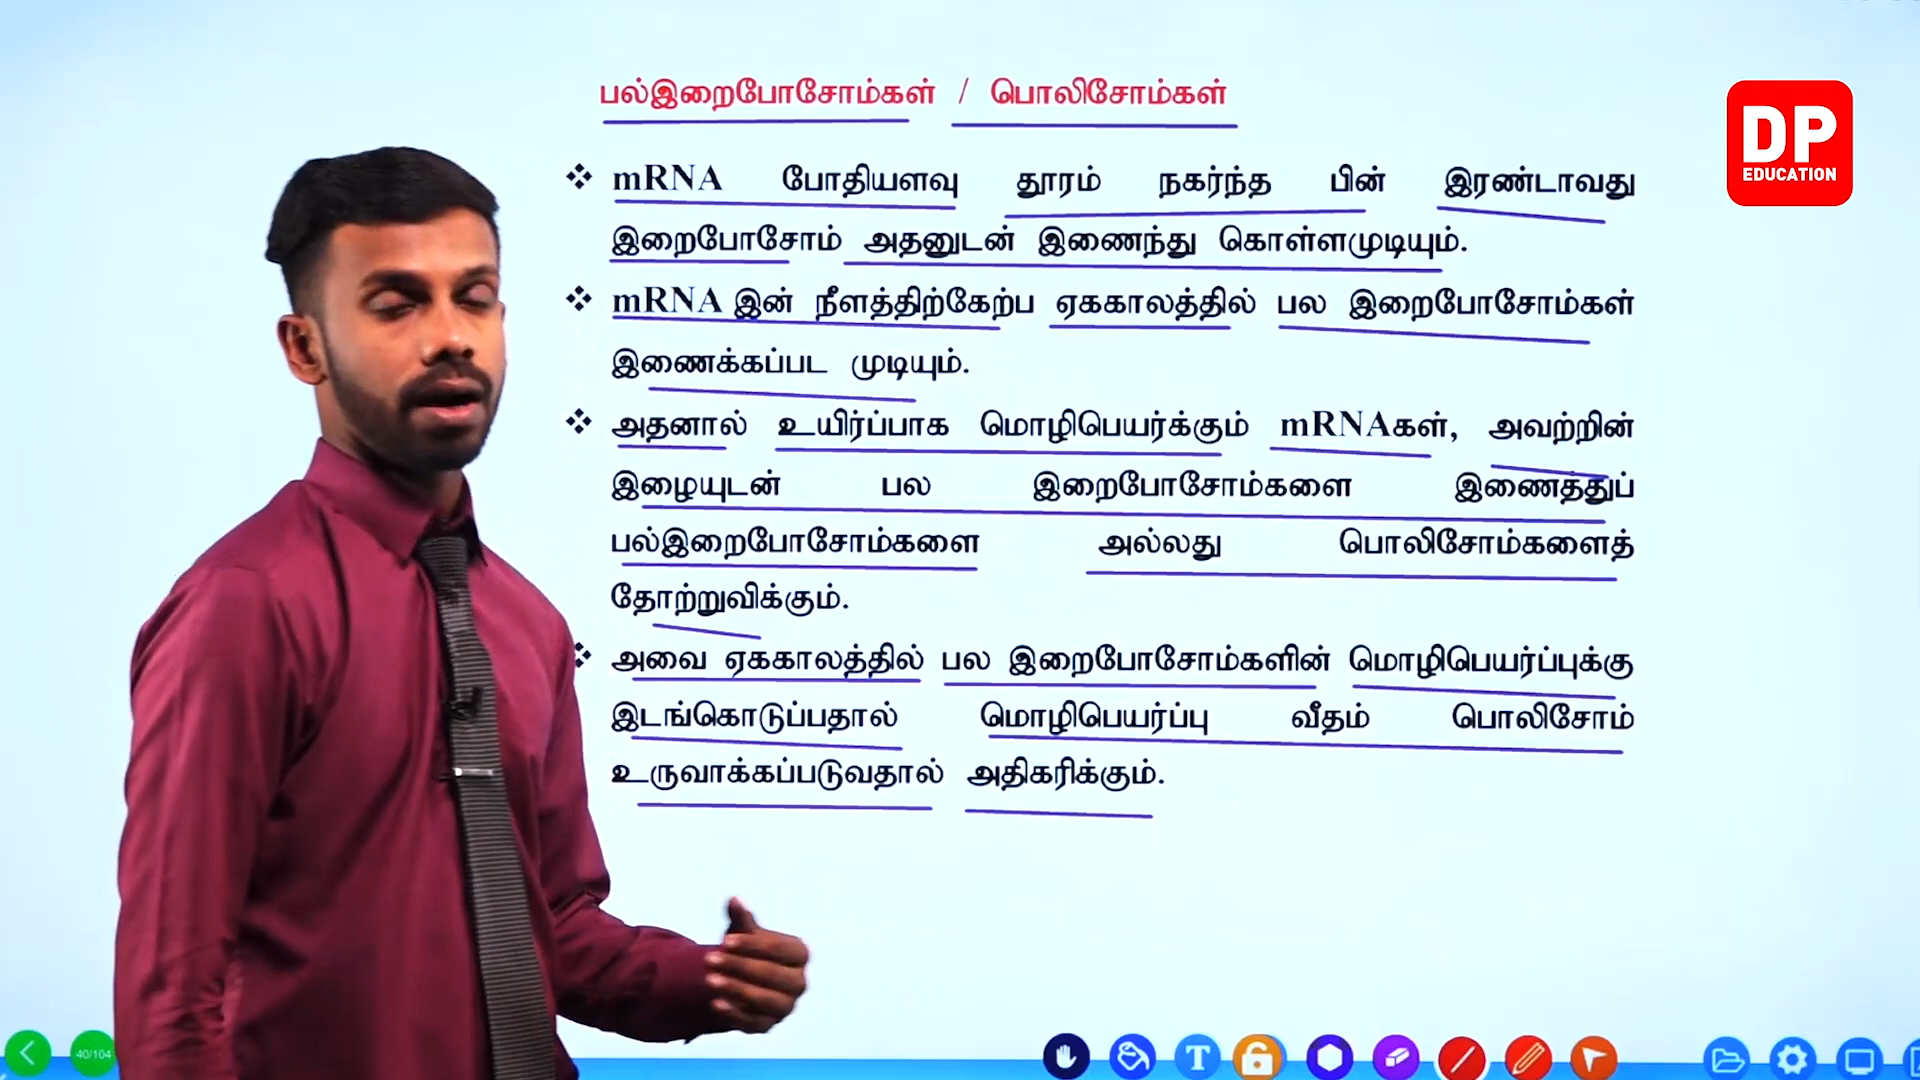 பல்இறைபோசோம்கள் / பொலிசோம்கள்
DP
EDUCATION
❖ mRNA போதியளவு தூரம் நகர்ந்த பின் இரண்டாவது
இறைபோசோம் அதனுடன் இணைந்து கொள்ளமுடியும்.
❖ mRNA இன் நீளத்திற்கேற்ப ஏககாலத்தில் பல இறைபோசோம்கள்
இணைக்கப்பட முடியும்.
❖ அதனால் உயிர்ப்பாக மொழிபெயர்க்கும் mRNAகள், அவற்றின்
இழையுடன் பல இறைபோசோம்களை இணைத்துப்
பல்இறைபோசோம்களை அல்லது பொலிசோம்களைத்
தோற்றுவிக்கும்.
❖ அவை ஏககாலத்தில் பல இறைபோசோம்களின் மொழிபெயர்ப்புக்கு
இடங்கொடுப்பதால் மொழிபெயர்ப்பு வீதம் பொலிசோம்
உருவாக்கப்படுவதால் அதிகரிக்கும்.
40/104
T